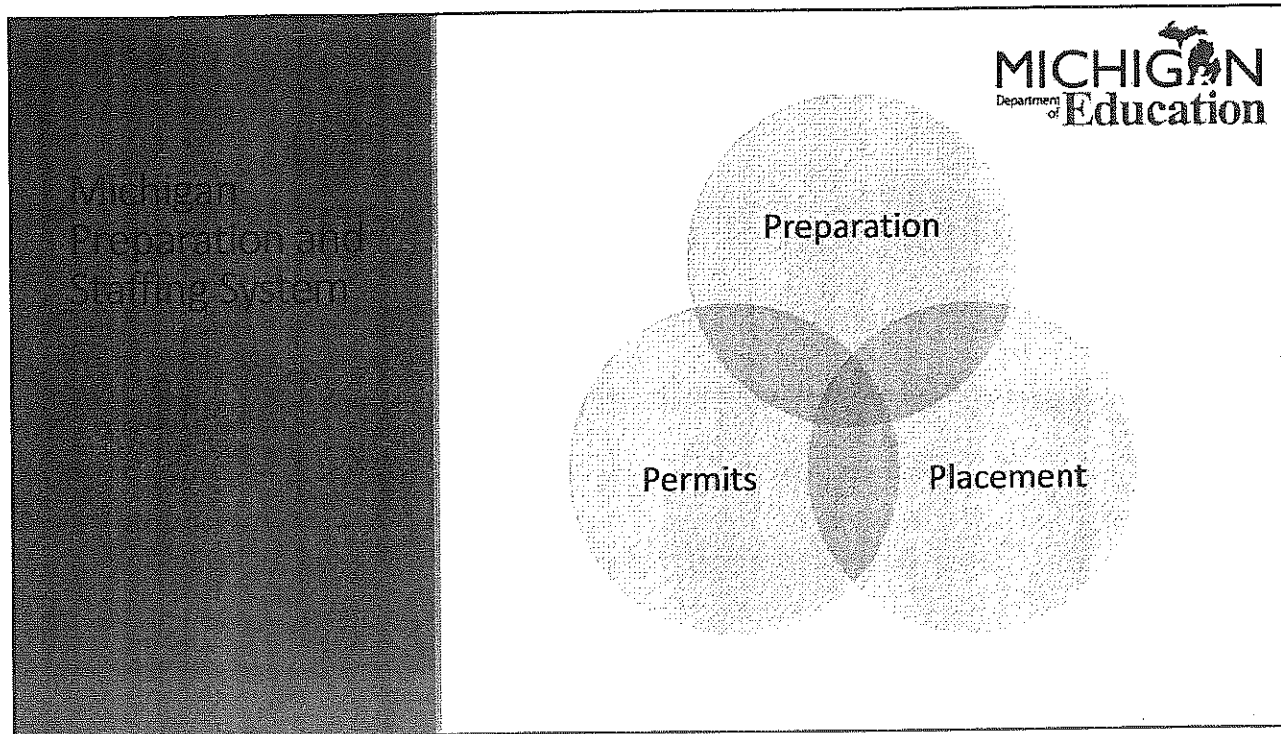 Michigan
Preparation and
Staffing System
MICHIGAN
Department
of Education
Preparation
Permits
Placement